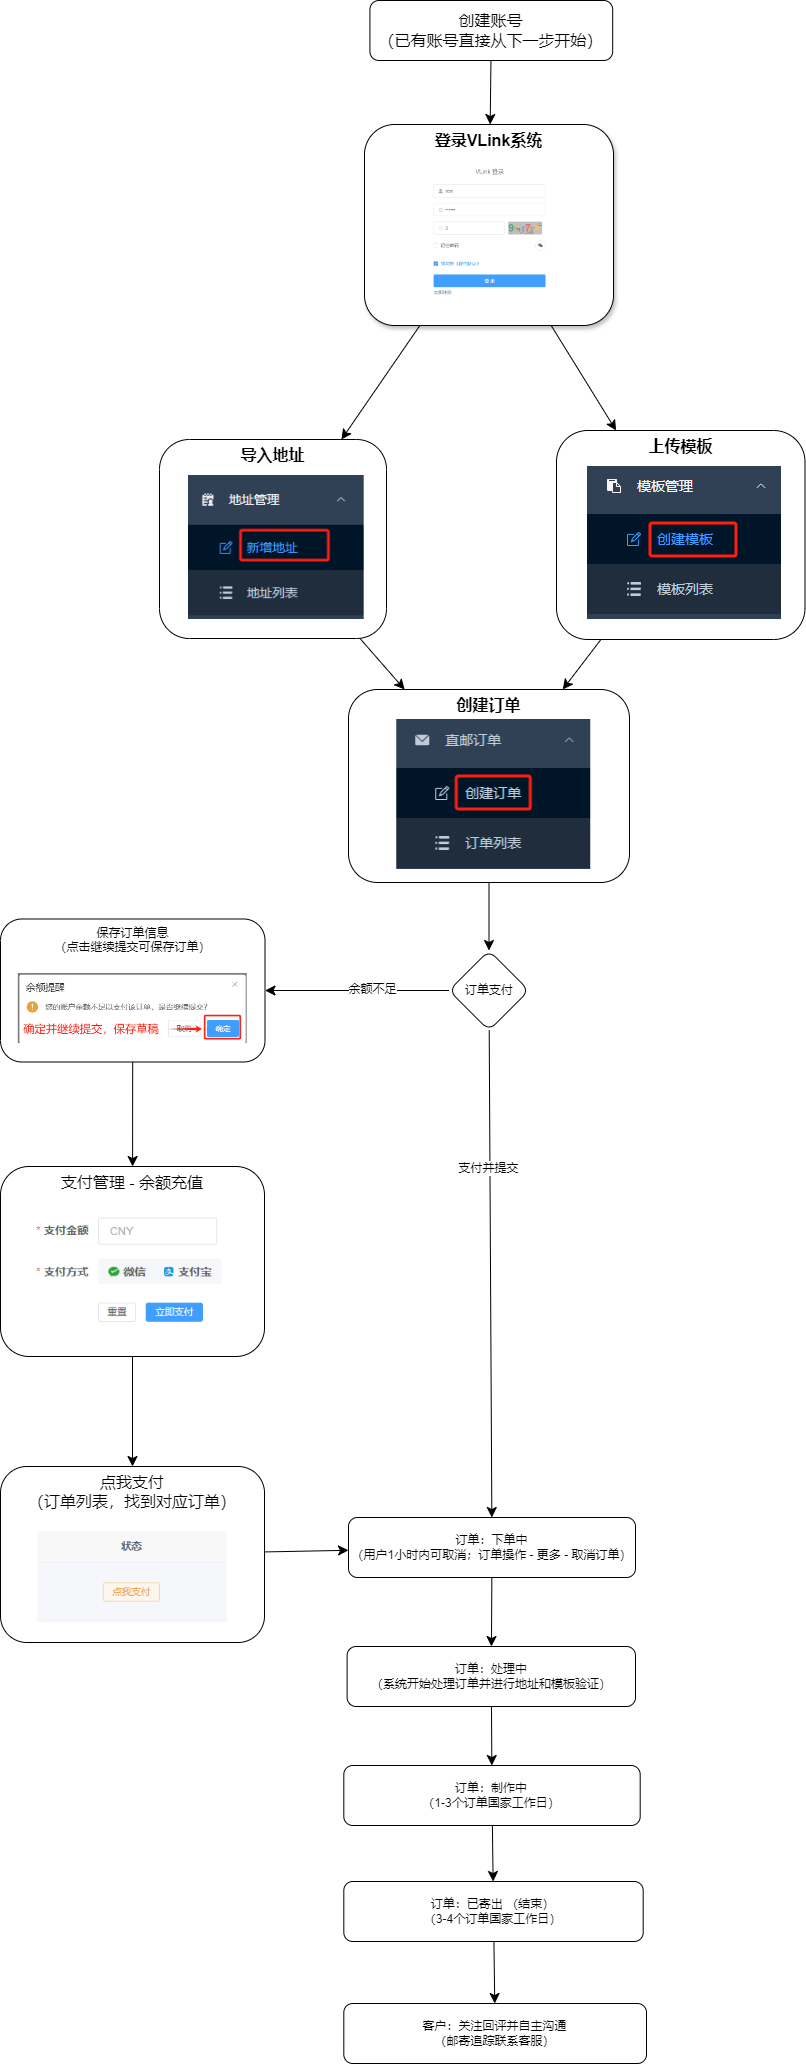 创建账号
（已有账号直接从下一步开始）
登录VLink系统
VLink 登录
记住密码
登 录
导入地址
地址管理
新增地址
地址列表
上传模板
模板管理
创建模板
模板列表
创建订单
直邮订单
创建订单
订单列表
保存订单信息
（点击继续提交可保存订单）
余额提醒
您的账户余额不足以支付该订单，是否继续提交?
确定并继续提交，保存草稿
取消
确定
余额不足
订单支付
支付并提交
支付管理 - 余额充值
* 支付金额 CNY
* 支付方式 微信 支付宝
重置 立即支付
点我支付
（订单列表，找到对应订单）
状态
点我支付
订单：下单中
（用户1小时内可取消；订单操作 - 更多 - 取消订单）
订单：处理中
（系统开始处理订单并进行地址和模板验证）
订单：制作中
（1-3个订单国家工作日）
订单：已寄出 （结束）
（3-4个订单国家工作日）
客户：关注回评并自主沟通
（邮寄追踪联系客服）